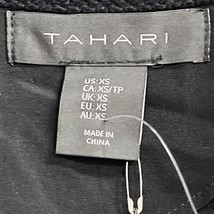 TAHARI
US:XS
CA:XS/TP
UK:XS
EU:XS
AU:XS
MADE IN
CHINA